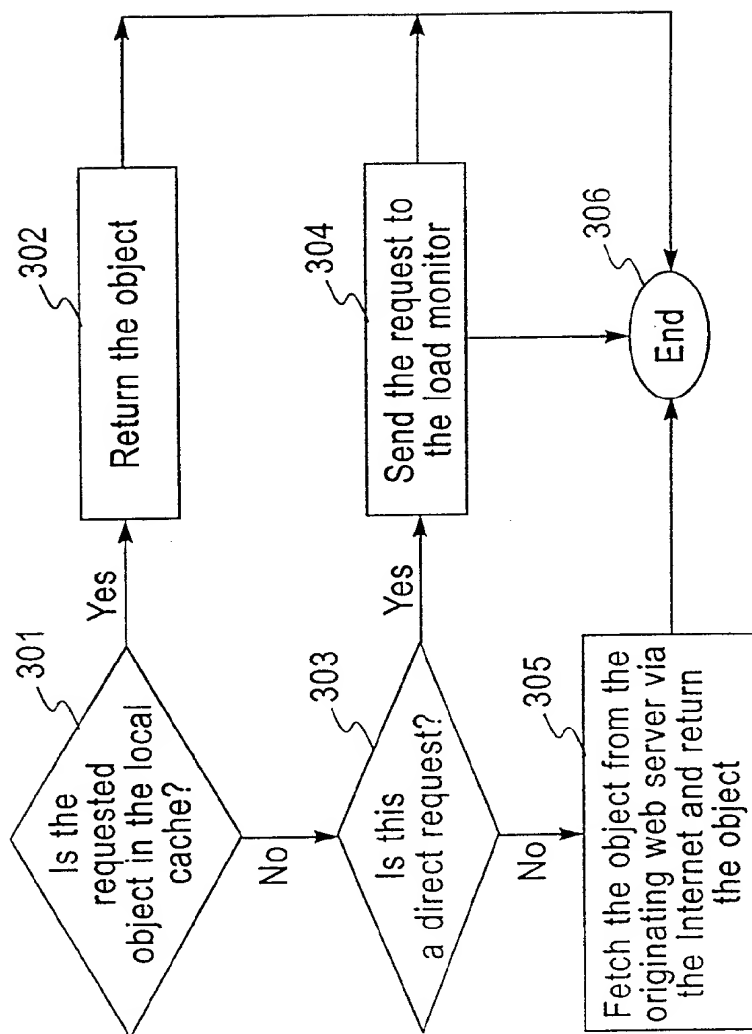 301
Is the
requested
object in the local
cache?
Yes
302
Return the object
No
303
Is this
a direct request?
Yes
304
Send the request to
the load monitor
No
305
Fetch the object from the
originating web server via
the Internet and return
the object
306
End